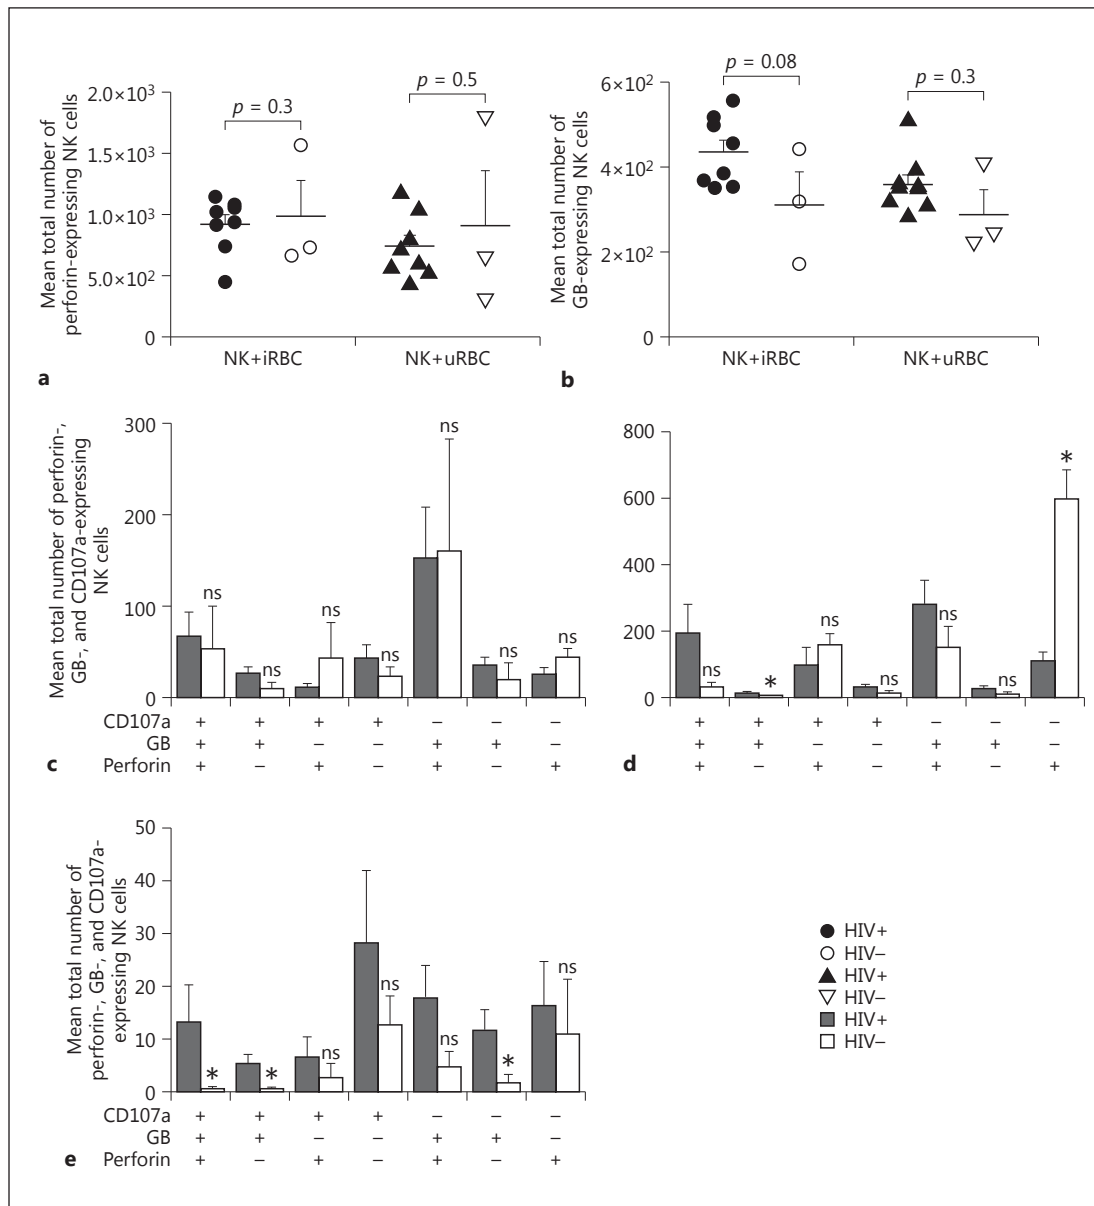 Mean total number of
perforin-expressing NK cells
2.0×10³
1.5×10³
1.0×10³
5.0×10²
0
p = 0.3
p = 0.5
NK+iRBC
NK+uRBC
a
Mean total number of
GB-expressing NK cells
6×10²
4×10²
2×10²
0
p = 0.08
p = 0.3
NK+iRBC
NK+uRBC
b
Mean total number of perforin-,
GB-, and CD107a-expressing
NK cells
300
200
100
0
ns ns ns ns ns ns ns
CD107a + + + + – – –
GB + + – – + + –
Perforin + – + – + – +
c
800
600
400
200
0
ns * ns ns ns ns *
+ + + + – – –
+ + – – + + –
+ – + – + – +
d
Mean total number of
perforin-, GB-, and CD107a-
expressing NK cells
50
40
30
20
10
0
* * ns ns ns * ns
CD107a + + + + – – –
GB + + – – + + –
Perforin + – + – + – +
e
HIV+
HIV–
HIV+
HIV–
HIV+
HIV–